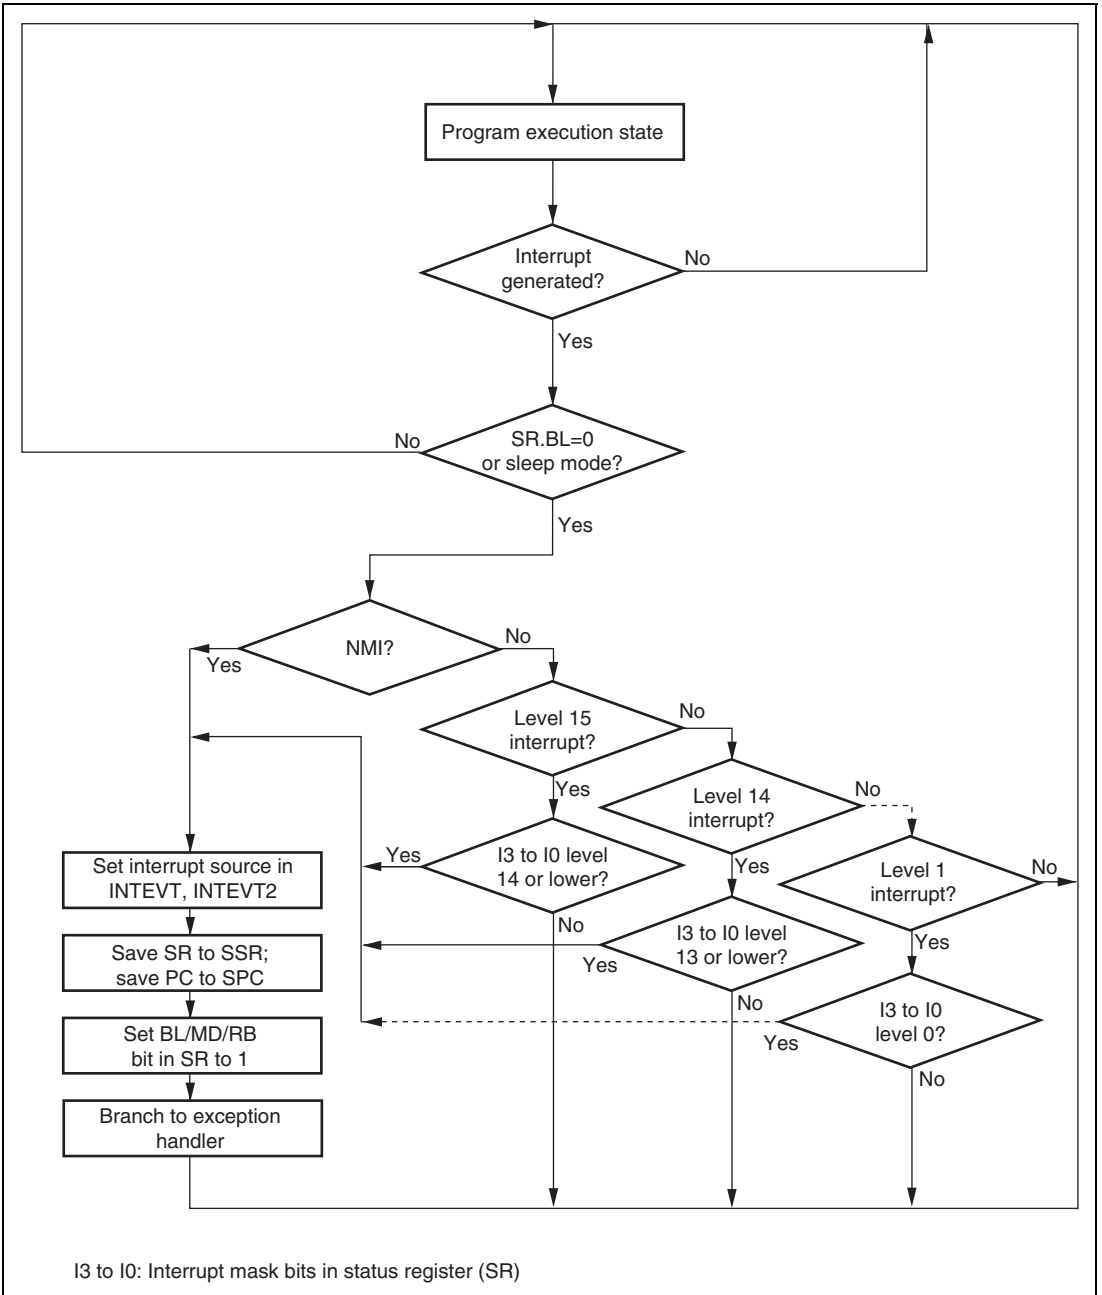 Program execution state
Interrupt
generated?
No
Yes
SR.BL=0
or sleep mode?
No
Yes
NMI?
Yes
No
Level 15
interrupt?
No
Yes
Level 14
interrupt?
No
Yes
I3 to I0 level
14 or lower?
Yes
No
Level 1
interrupt?
No
Yes
I3 to I0 level
13 or lower?
Yes
No
I3 to I0
level 0?
Yes
No
Set interrupt source in
INTEVT, INTEVT2
Save SR to SSR;
save PC to SPC
Set BL/MD/RB
bit in SR to 1
Branch to exception
handler
I3 to I0: Interrupt mask bits in status register (SR)